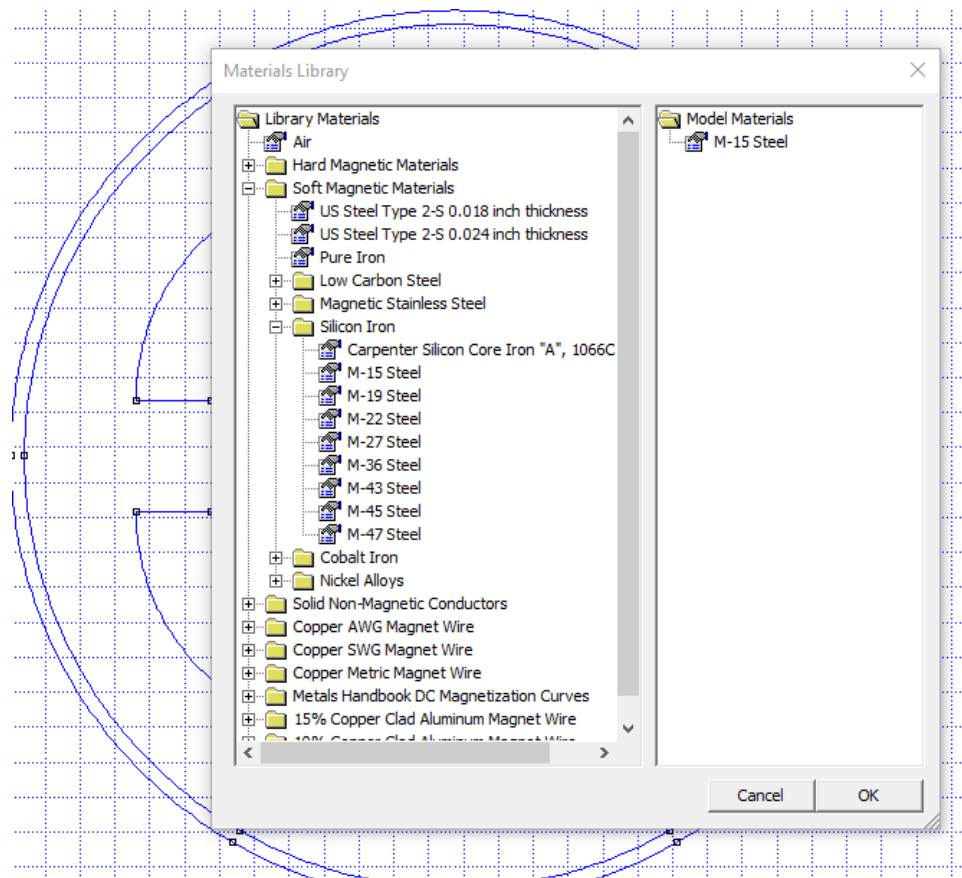 Materials Library
Library Materials
Air
Hard Magnetic Materials
Soft Magnetic Materials
US Steel Type 2-S 0.018 inch thickness
US Steel Type 2-S 0.024 inch thickness
Pure Iron
Low Carbon Steel
Magnetic Stainless Steel
Silicon Iron
Carpenter Silicon Core Iron "A", 1066C
M-15 Steel
M-19 Steel
M-22 Steel
M-27 Steel
M-36 Steel
M-43 Steel
M-45 Steel
M-47 Steel
Cobalt Iron
Nickel Alloys
Solid Non-Magnetic Conductors
Copper AWG Magnet Wire
Copper SWG Magnet Wire
Copper Metric Magnet Wire
Metals Handbook DC Magnetization Curves
15% Copper Clad Aluminum Magnet Wire
Copper Clad Aluminum Magnet Wire
Model Materials
M-15 Steel
Cancel
OK